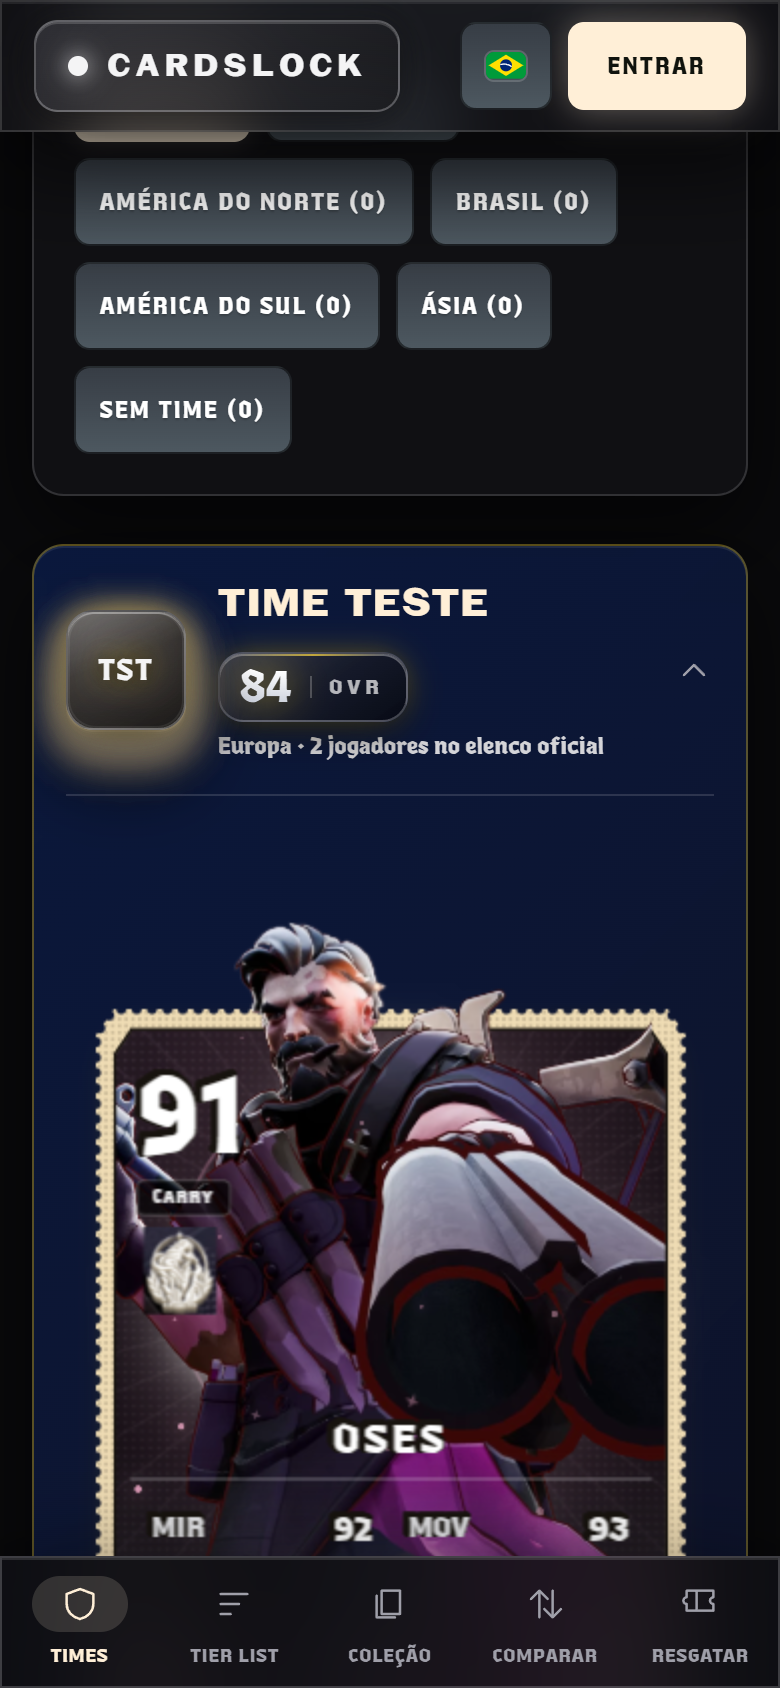 CARDSLOCK
ENTRAR
AMÉRICA DO NORTE (0)
BRASIL (0)
AMÉRICA DO SUL (0)
ÁSIA (0)
SEM TIME (0)
TST
TIME TESTE
84 OVR
Europa • 2 jogadores no elenco oficial
91
CARRY
OSES
MIR 92 MOV 93
TIMES
TIER LIST
COLEÇÃO
COMPARAR
RESGATAR